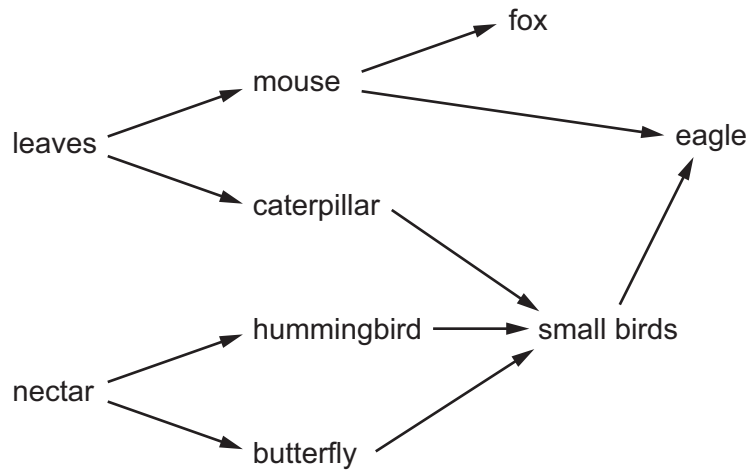 fox
mouse
eagle
leaves
caterpillar
hummingbird
small birds
nectar
butterfly